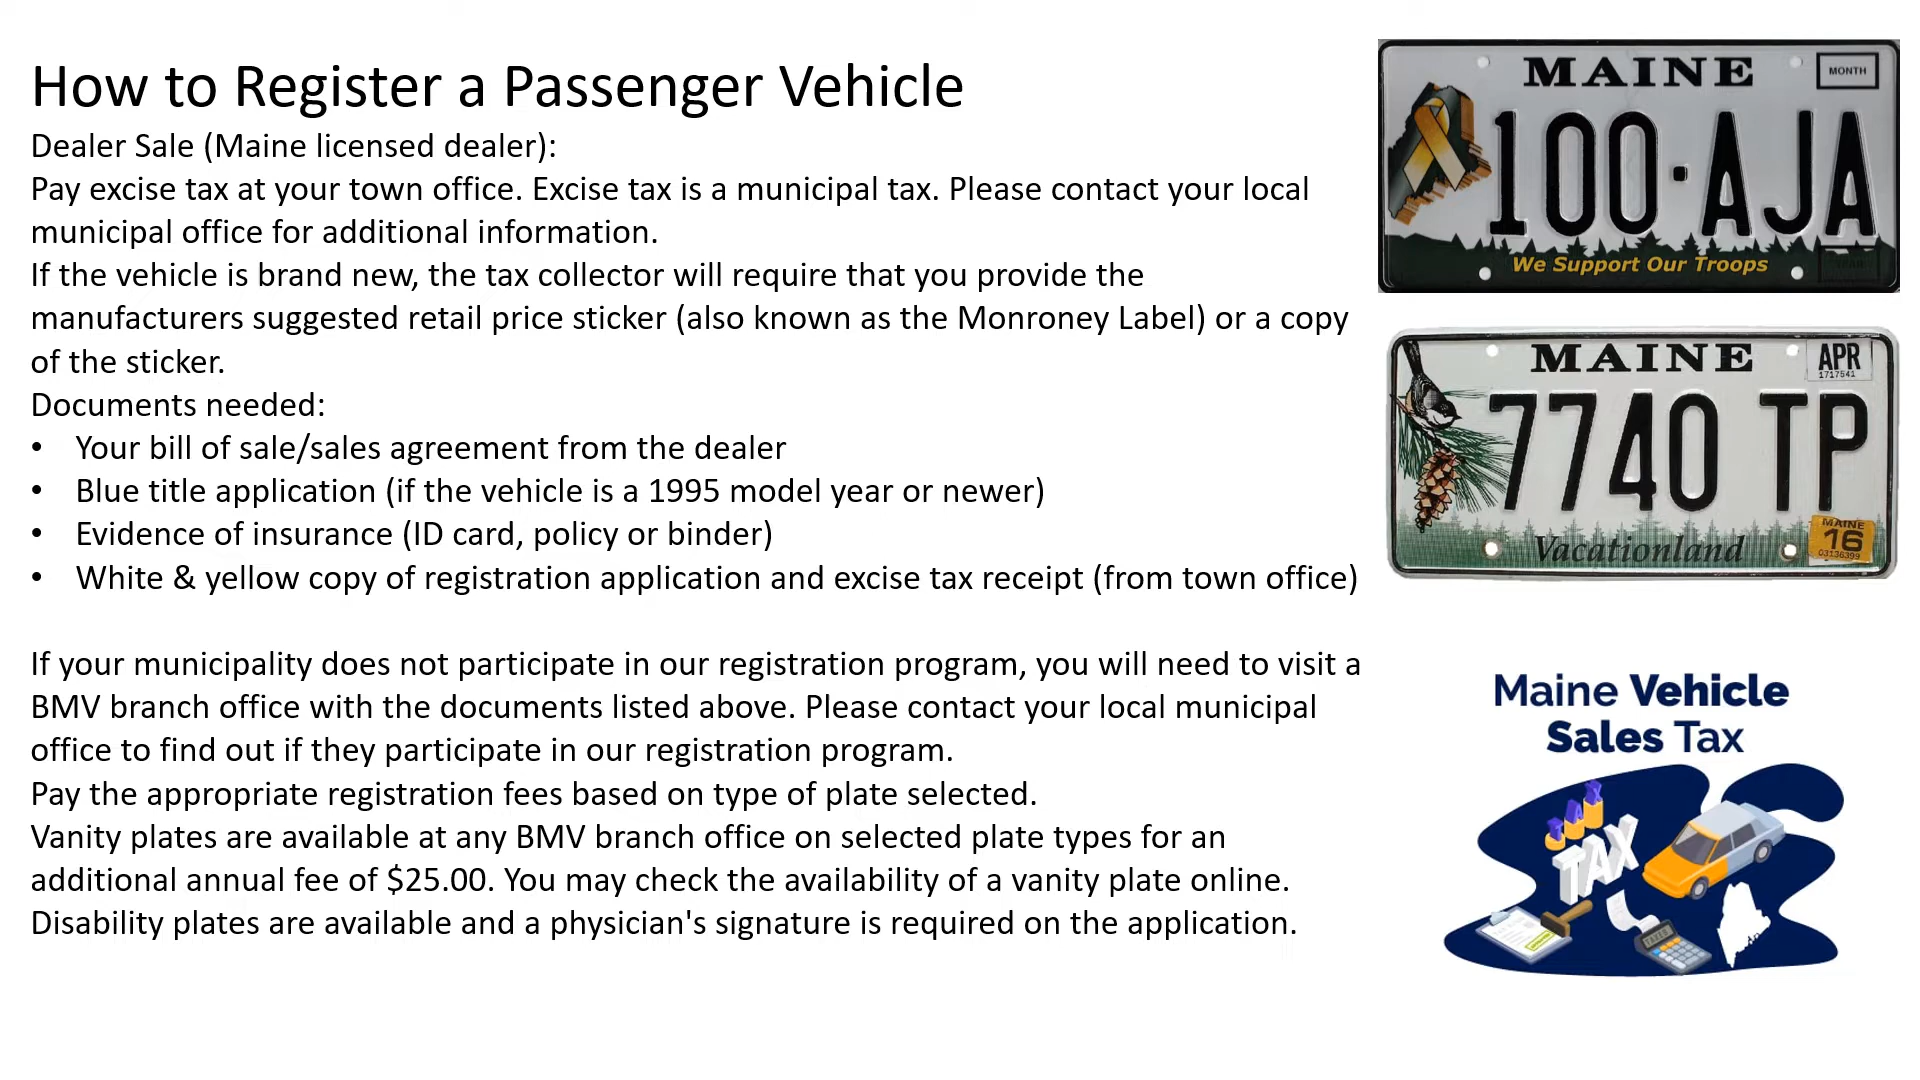 How to Register a Passenger Vehicle
Dealer Sale (Maine licensed dealer):
Pay excise tax at your town office. Excise tax is a municipal tax. Please contact your local
municipal office for additional information.
If the vehicle is brand new, the tax collector will require that you provide the
manufacturers suggested retail price sticker (also known as the Monroney Label) or a copy
of the sticker.
Documents needed:
• Your bill of sale/sales agreement from the dealer
• Blue title application (if the vehicle is a 1995 model year or newer)
• Evidence of insurance (ID card, policy or binder)
• White & yellow copy of registration application and excise tax receipt (from town office)
If your municipality does not participate in our registration program, you will need to visit a
BMV branch office with the documents listed above. Please contact your local municipal
office to find out if they participate in our registration program.
Pay the appropriate registration fees based on type of plate selected.
Vanity plates are available at any BMV branch office on selected plate types for an
additional annual fee of $25.00. You may check the availability of a vanity plate online.
Disability plates are available and a physician's signature is required on the application.
MAINE
MONTH
100·AJA
We Support Our Troops
MAINE
APR
1717541
7740 TP
MAINE
16
03136399
Vacationland
Maine Vehicle
Sales Tax
TAX
TAX
TAXES